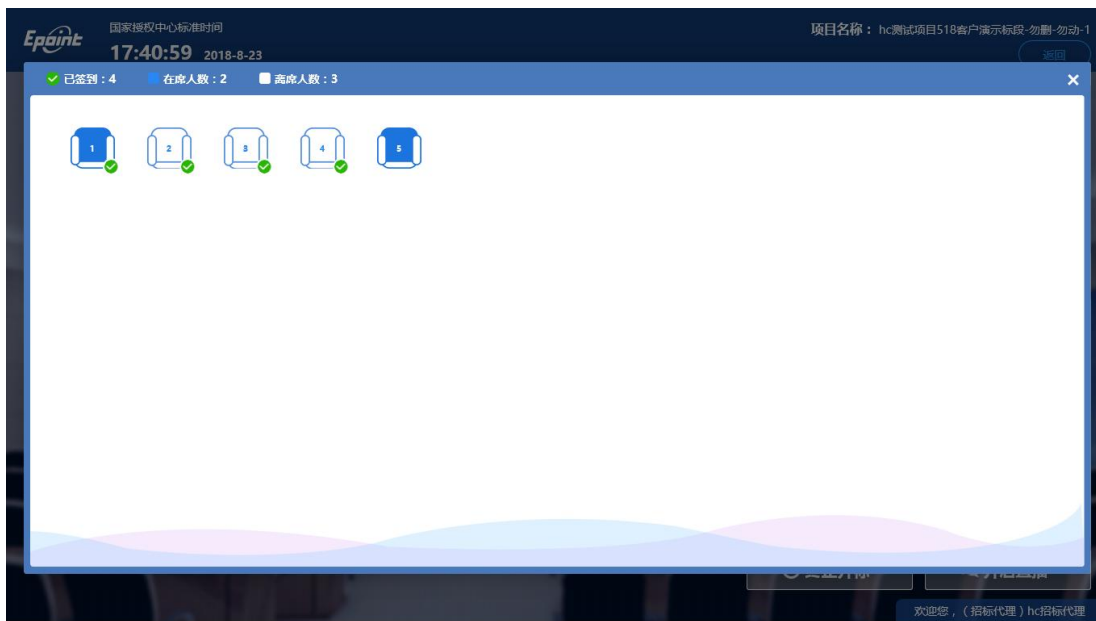 Epoint
国家授权中心标准时间
17:40:59 2018-8-23
项目名称：hc测试项目518客户演示标段-勿删-勿动-1
返回
已签到：4 在席人数：2 离席人数：3
1 2 3 4 5
欢迎您，（招标代理）hc招标代理